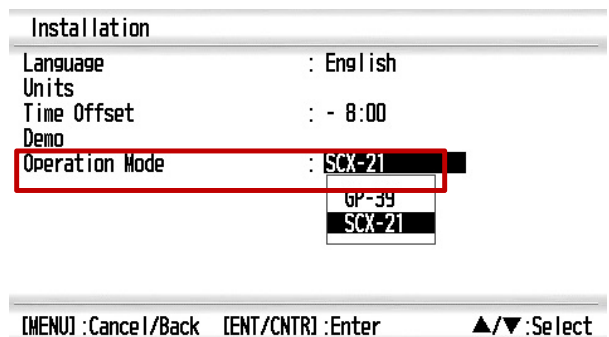 Installation
Language : English
Units
Time Offset : - 8:00
Demo
Operation Mode : SCX-21
GP-39
SCX-21
[MENU]:Cancel/Back [ENT/CNTR]:Enter ▲/▼:Select